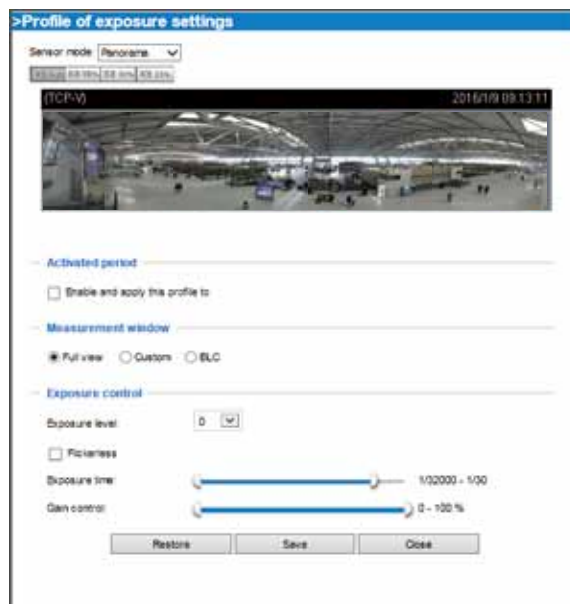 >Profile of exposure settings
Sensor mode: Panorama
(TCP-V) 2016/1/9 09:13:11
Activated period
Enable and apply this profile to
Measurement window
Full view Custom BLC
Exposure control
Exposure level: 0
Flickerless
Exposure time: 1/32000 - 1/30
Gain control: 0 - 100 %
Restore Save Close